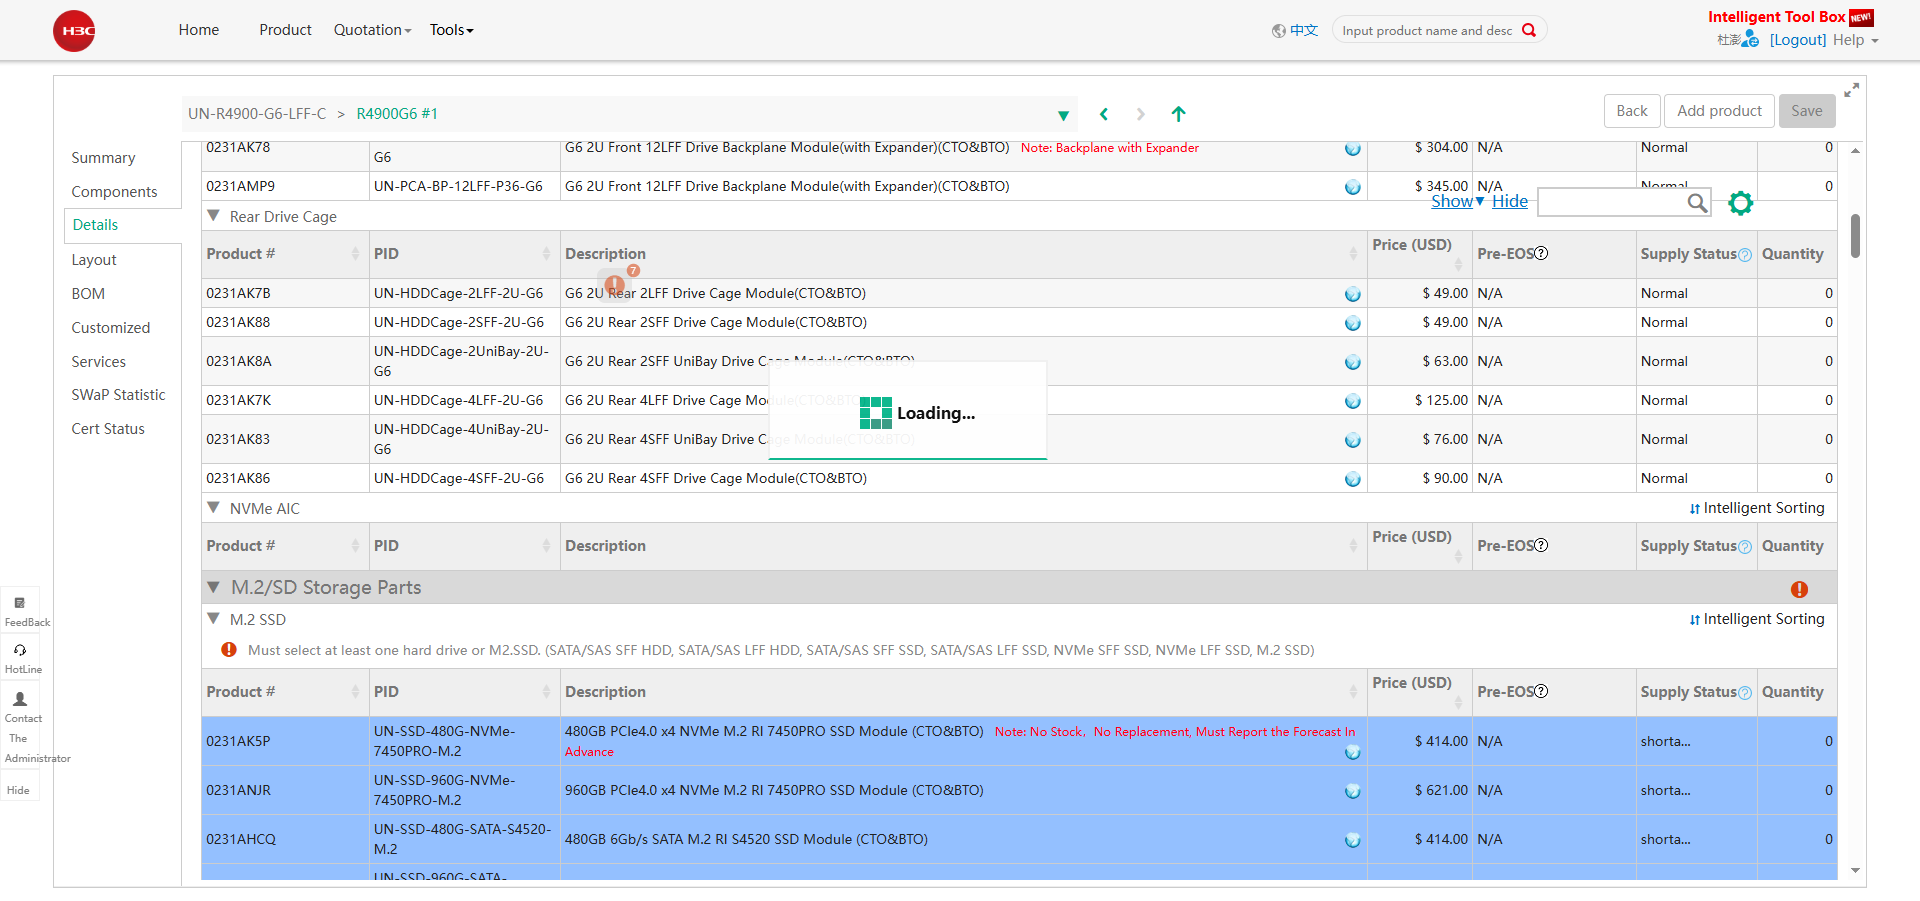 H3C
Home
Product
Quotation
Tools
中文
Input product name and desc
Intelligent Tool Box NEW!
杜澎 [Logout] Help
UN-R4900-G6-LFF-C > R4900G6 #1
Back
Add product
Save
Summary
Components
Details
Layout
BOM
Customized
Services
SWaP Statistic
Cert Status
0231AK78 G6 G6 2U Front 12LFF Drive Backplane Module(with Expander)(CTO&BTO) Note: Backplane with Expander $ 304.00 N/A Normal 0
0231AMP9 UN-PCA-BP-12LFF-P36-G6 G6 2U Front 12LFF Drive Backplane Module(with Expander)(CTO&BTO) $ 345.00 N/A Normal 0
Show Hide
Rear Drive Cage
Product # PID Description Price (USD) Pre-EOS Supply Status Quantity
7
0231AK7B UN-HDDCage-2LFF-2U-G6 G6 2U Rear 2LFF Drive Cage Module(CTO&BTO) $ 49.00 N/A Normal 0
0231AK88 UN-HDDCage-2SFF-2U-G6 G6 2U Rear 2SFF Drive Cage Module(CTO&BTO) $ 49.00 N/A Normal 0
0231AK8A UN-HDDCage-2UniBay-2U-G6 G6 2U Rear 2SFF UniBay Drive Cage Module(CTO&BTO) $ 63.00 N/A Normal 0
0231AK7K UN-HDDCage-4LFF-2U-G6 G6 2U Rear 4LFF Drive Cage Module(CTO&BTO) $ 125.00 N/A Normal 0
0231AK83 UN-HDDCage-4UniBay-2U-G6 G6 2U Rear 4SFF UniBay Drive Cage Module(CTO&BTO) $ 76.00 N/A Normal 0
0231AK86 UN-HDDCage-4SFF-2U-G6 G6 2U Rear 4SFF Drive Cage Module(CTO&BTO) $ 90.00 N/A Normal 0
Loading...
NVMe AIC Intelligent Sorting
Product # PID Description Price (USD) Pre-EOS Supply Status Quantity
M.2/SD Storage Parts
M.2 SSD Intelligent Sorting
Must select at least one hard drive or M2.SSD. (SATA/SAS SFF HDD, SATA/SAS LFF HDD, SATA/SAS SFF SSD, SATA/SAS LFF SSD, NVMe SFF SSD, NVMe LFF SSD, M.2 SSD)
Product # PID Description Price (USD) Pre-EOS Supply Status Quantity
0231AK5P UN-SSD-480G-NVMe-7450PRO-M.2 480GB PCIe4.0 x4 NVMe M.2 RI 7450PRO SSD Module (CTO&BTO) Note: No Stock, No Replacement, Must Report the Forecast In Advance $ 414.00 N/A shorta... 0
0231ANJR UN-SSD-960G-NVMe-7450PRO-M.2 960GB PCIe4.0 x4 NVMe M.2 RI 7450PRO SSD Module (CTO&BTO) $ 621.00 N/A shorta... 0
0231AHCQ UN-SSD-480G-SATA-S4520-M.2 480GB 6Gb/s SATA M.2 RI S4520 SSD Module (CTO&BTO) $ 414.00 N/A shorta... 0
UN-SSD-960G-SATA-
FeedBack
HotLine
Contact
The
Administrator
Hide